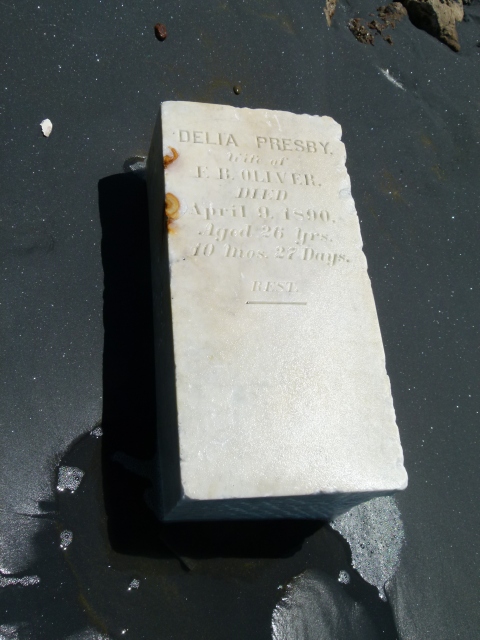 DELIA PRESBY,
Wife of
E. B. OLIVER,
DIED
April 9, 1890.
Aged 26 Yrs.
10 Mos. 27 Days.
REST